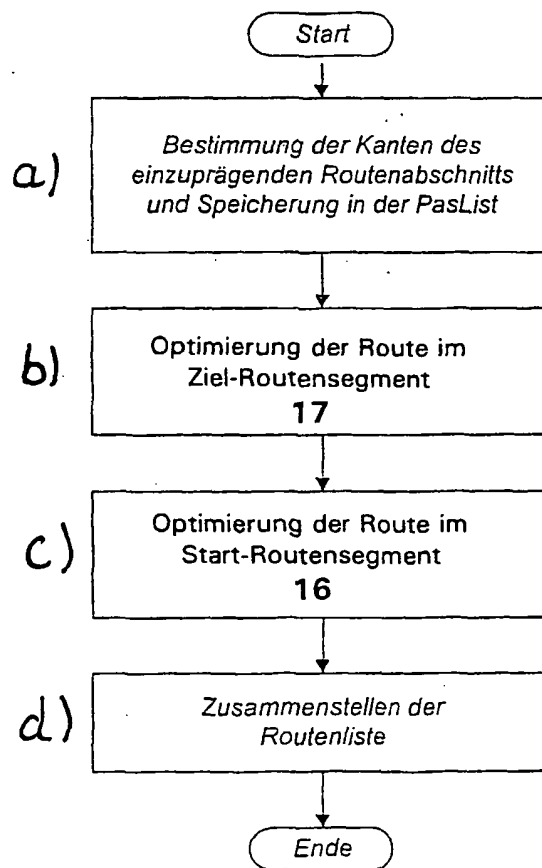 Start
a)
Bestimmung der Kanten des
einzuprägenden Routenabschnitts
und Speicherung in der PasList
b)
Optimierung der Route im
Ziel-Routensegment
17
c)
Optimierung der Route im
Start-Routensegment
16
d)
Zusammenstellen der
Routenliste
Ende